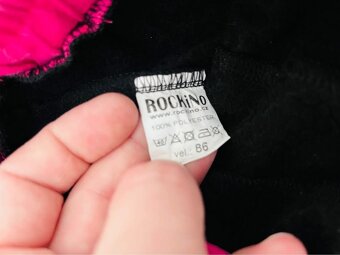 ROCKiNO
www.rockino.cz
100% POLYESTER
vel.: 86